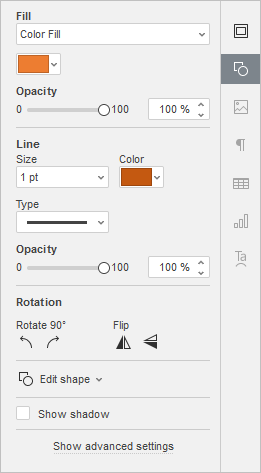 Fill
Color Fill
Opacity
0 100 100 %
Line
Size Color
1 pt
Type
Opacity
0 100 100 %
Rotation
Rotate 90° Flip
Edit shape
Show shadow
Show advanced settings
¶
Ta